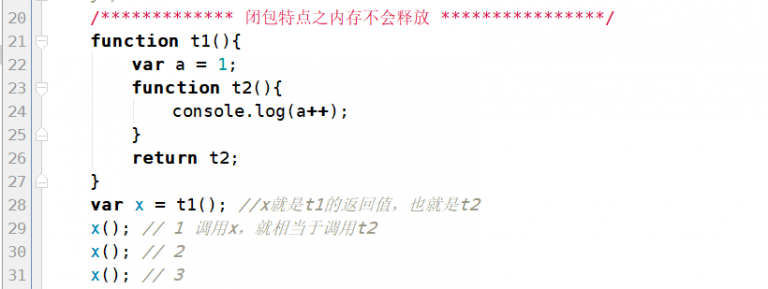 20 /************* 闭包特点之内存不会释放 ****************/
21 function t1(){
22 var a = 1;
23 function t2(){
24 console.log(a++);
25 }
26 return t2;
27 }
28 var x = t1(); //x就是t1的返回值，也就是t2
29 x(); // 1 调用x，就相当于调用t2
30 x(); // 2
31 x(); // 3